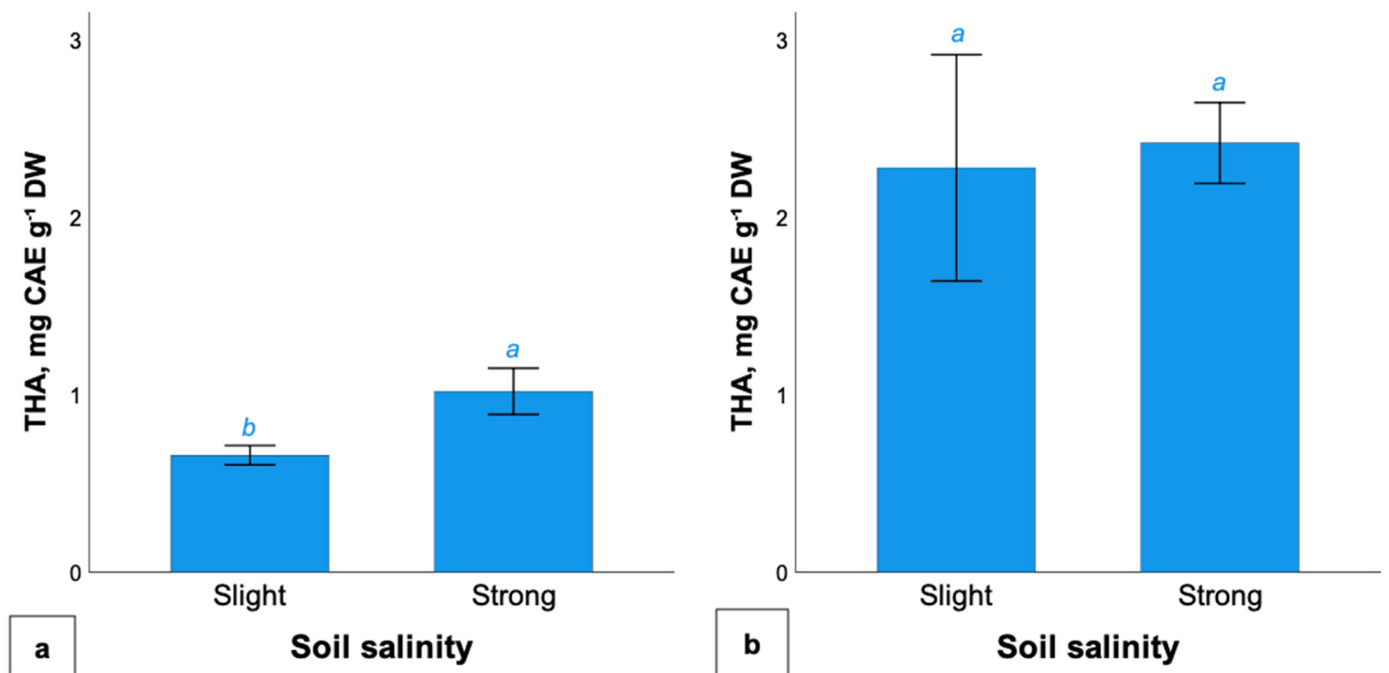 THA, mg CAE g⁻¹ DW
3
2
1
0
b
a
Slight
Strong
Soil salinity
a
THA, mg CAE g⁻¹ DW
3
2
1
0
a
a
Slight
Strong
Soil salinity
b